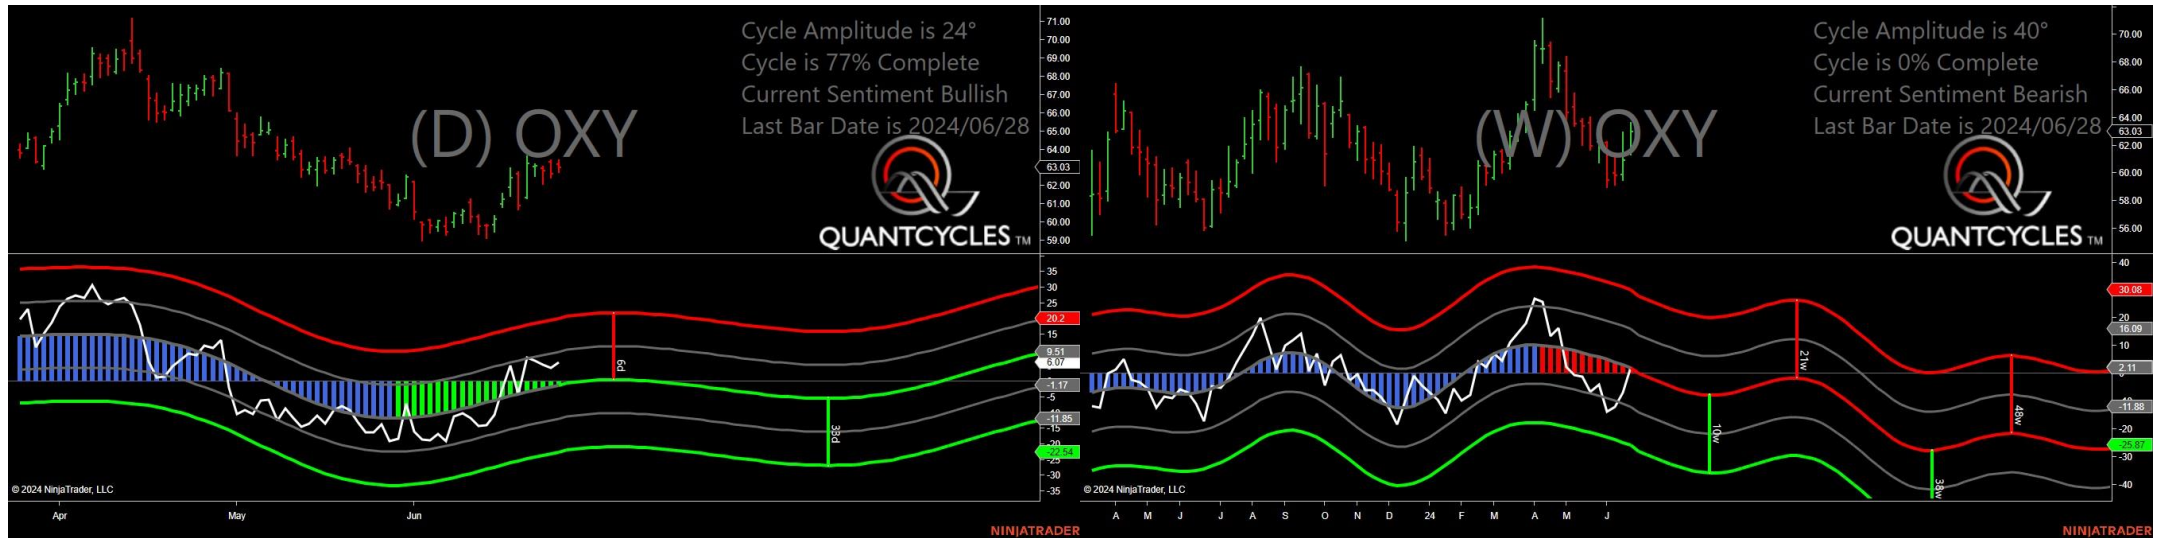 Cycle Amplitude is 24°
Cycle is 77% Complete
Current Sentiment Bullish
Last Bar Date is 2024/06/28
(D) OXY
QUANTCYCLES TM
71.00
70.00
69.00
68.00
67.00
66.00
65.00
64.00
63.03
62.00
61.00
60.00
59.00
35
30
25
20.2
15
9.51
6.07
-1.17
-5
-11.85
-15
-22.54
-25
-30
-35
6d
33d
© 2024 NinjaTrader, LLC
Apr
May
Jun
NINJATRADER
Cycle Amplitude is 40°
Cycle is 0% Complete
Current Sentiment Bearish
Last Bar Date is 2024/06/28
(W) OXY
QUANTCYCLES TM
70.00
68.00
66.00
64.00
63.03
62.00
60.00
58.00
56.00
40
30.08
20
16.09
10
2.11
-11.88
-20
-25.87
-30
-40
21w
10w
48w
38w
© 2024 NinjaTrader, LLC
A M J J A S O N D 24 F M A M J
NINJATRADER